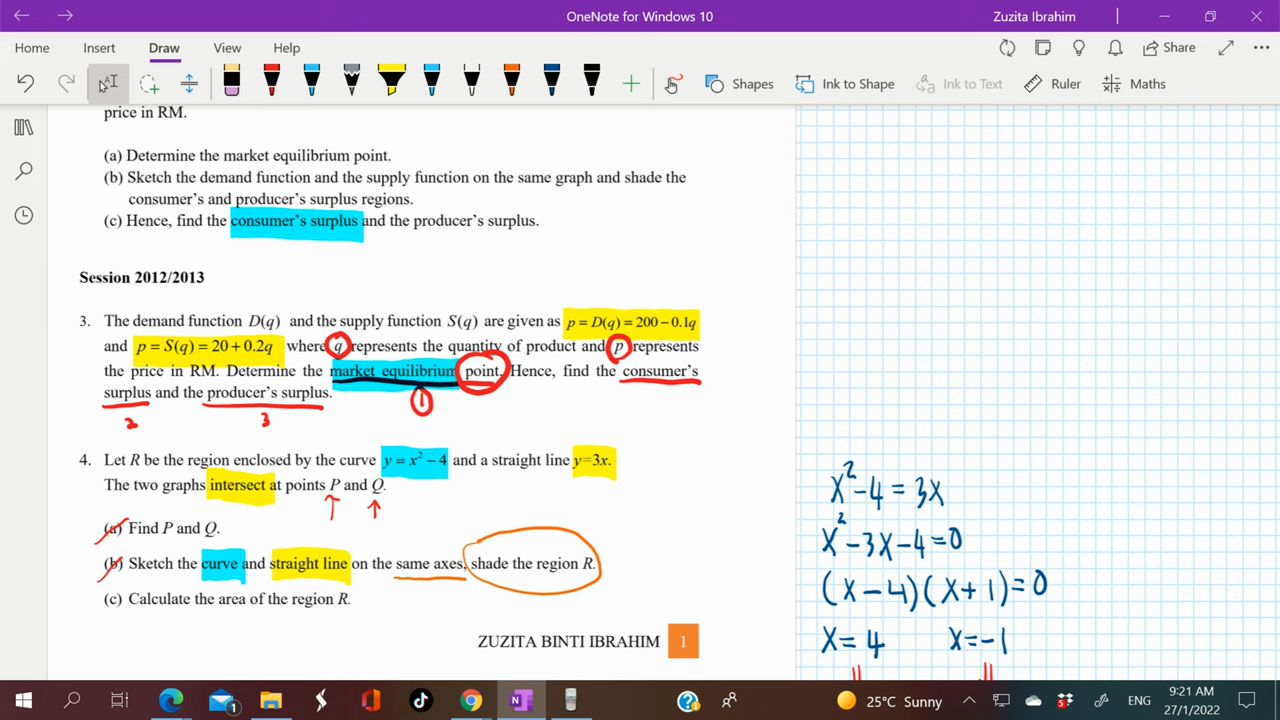 OneNote for Windows 10
Zuzita Ibrahim
Home Insert Draw View Help
Share
Shapes
Ink to Shape
Ink to Text
Ruler
Maths
price in RM.
(a) Determine the market equilibrium point.
(b) Sketch the demand function and the supply function on the same graph and shade the
consumer's and producer's surplus regions.
(c) Hence, find the consumer's surplus and the producer's surplus.
Session 2012/2013
3. The demand function D(q) and the supply function S(q) are given as p = D(q) = 200 – 0.1q
and p = S(q) = 20 + 0.2q where q represents the quantity of product and p represents
the price in RM. Determine the market equilibrium point. Hence, find the consumer's
surplus and the producer's surplus.
1
2
3
4. Let R be the region enclosed by the curve y = x² – 4 and a straight line y=3x.
The two graphs intersect at points P and Q.
(a) Find P and Q.
(b) Sketch the curve and straight line on the same axes, shade the region R.
(c) Calculate the area of the region R.
ZUZITA BINTI IBRAHIM 1
x² - 4 = 3x
x² - 3x - 4 = 0
(x - 4)(x + 1) = 0
x = 4 x = -1
1
5
25°C Sunny
ENG
9:21 AM
27/1/2022